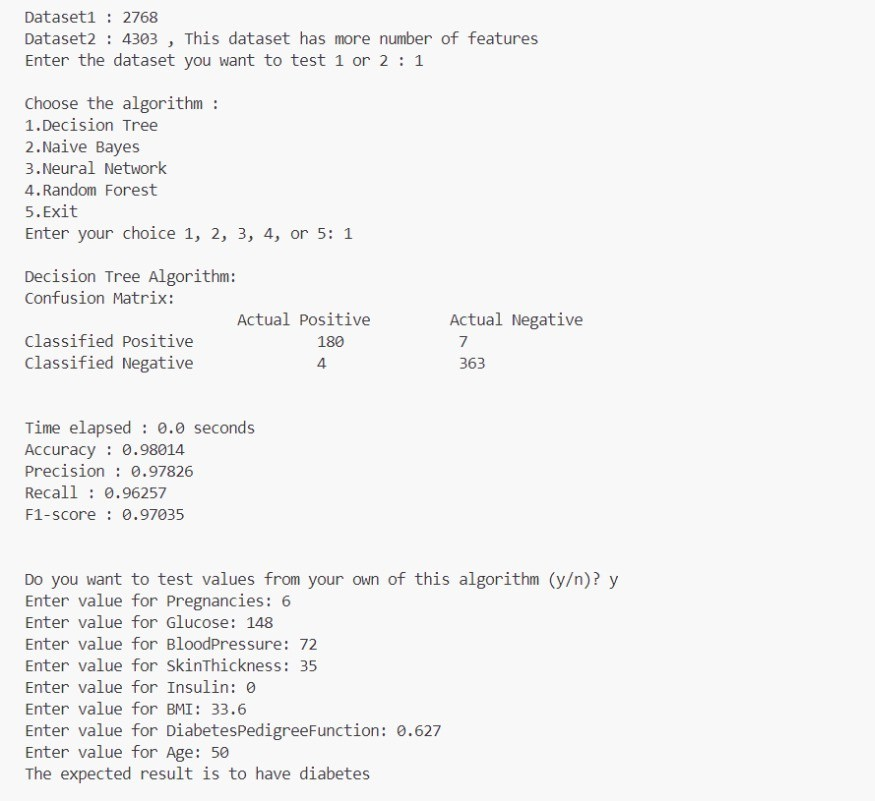 Dataset1 : 2768
Dataset2 : 4303 , This dataset has more number of features
Enter the dataset you want to test 1 or 2 : 1
Choose the algorithm :
1.Decision Tree
2.Naive Bayes
3.Neural Network
4.Random Forest
5.Exit
Enter your choice 1, 2, 3, 4, or 5: 1
Decision Tree Algorithm:
Confusion Matrix:
Actual Positive Actual Negative
Classified Positive 180 7
Classified Negative 4 363
Time elapsed : 0.0 seconds
Accuracy : 0.98014
Precision : 0.97826
Recall : 0.96257
F1-score : 0.97035
Do you want to test values from your own of this algorithm (y/n)? y
Enter value for Pregnancies: 6
Enter value for Glucose: 148
Enter value for BloodPressure: 72
Enter value for SkinThickness: 35
Enter value for Insulin: 0
Enter value for BMI: 33.6
Enter value for DiabetesPedigreeFunction: 0.627
Enter value for Age: 50
The expected result is to have diabetes